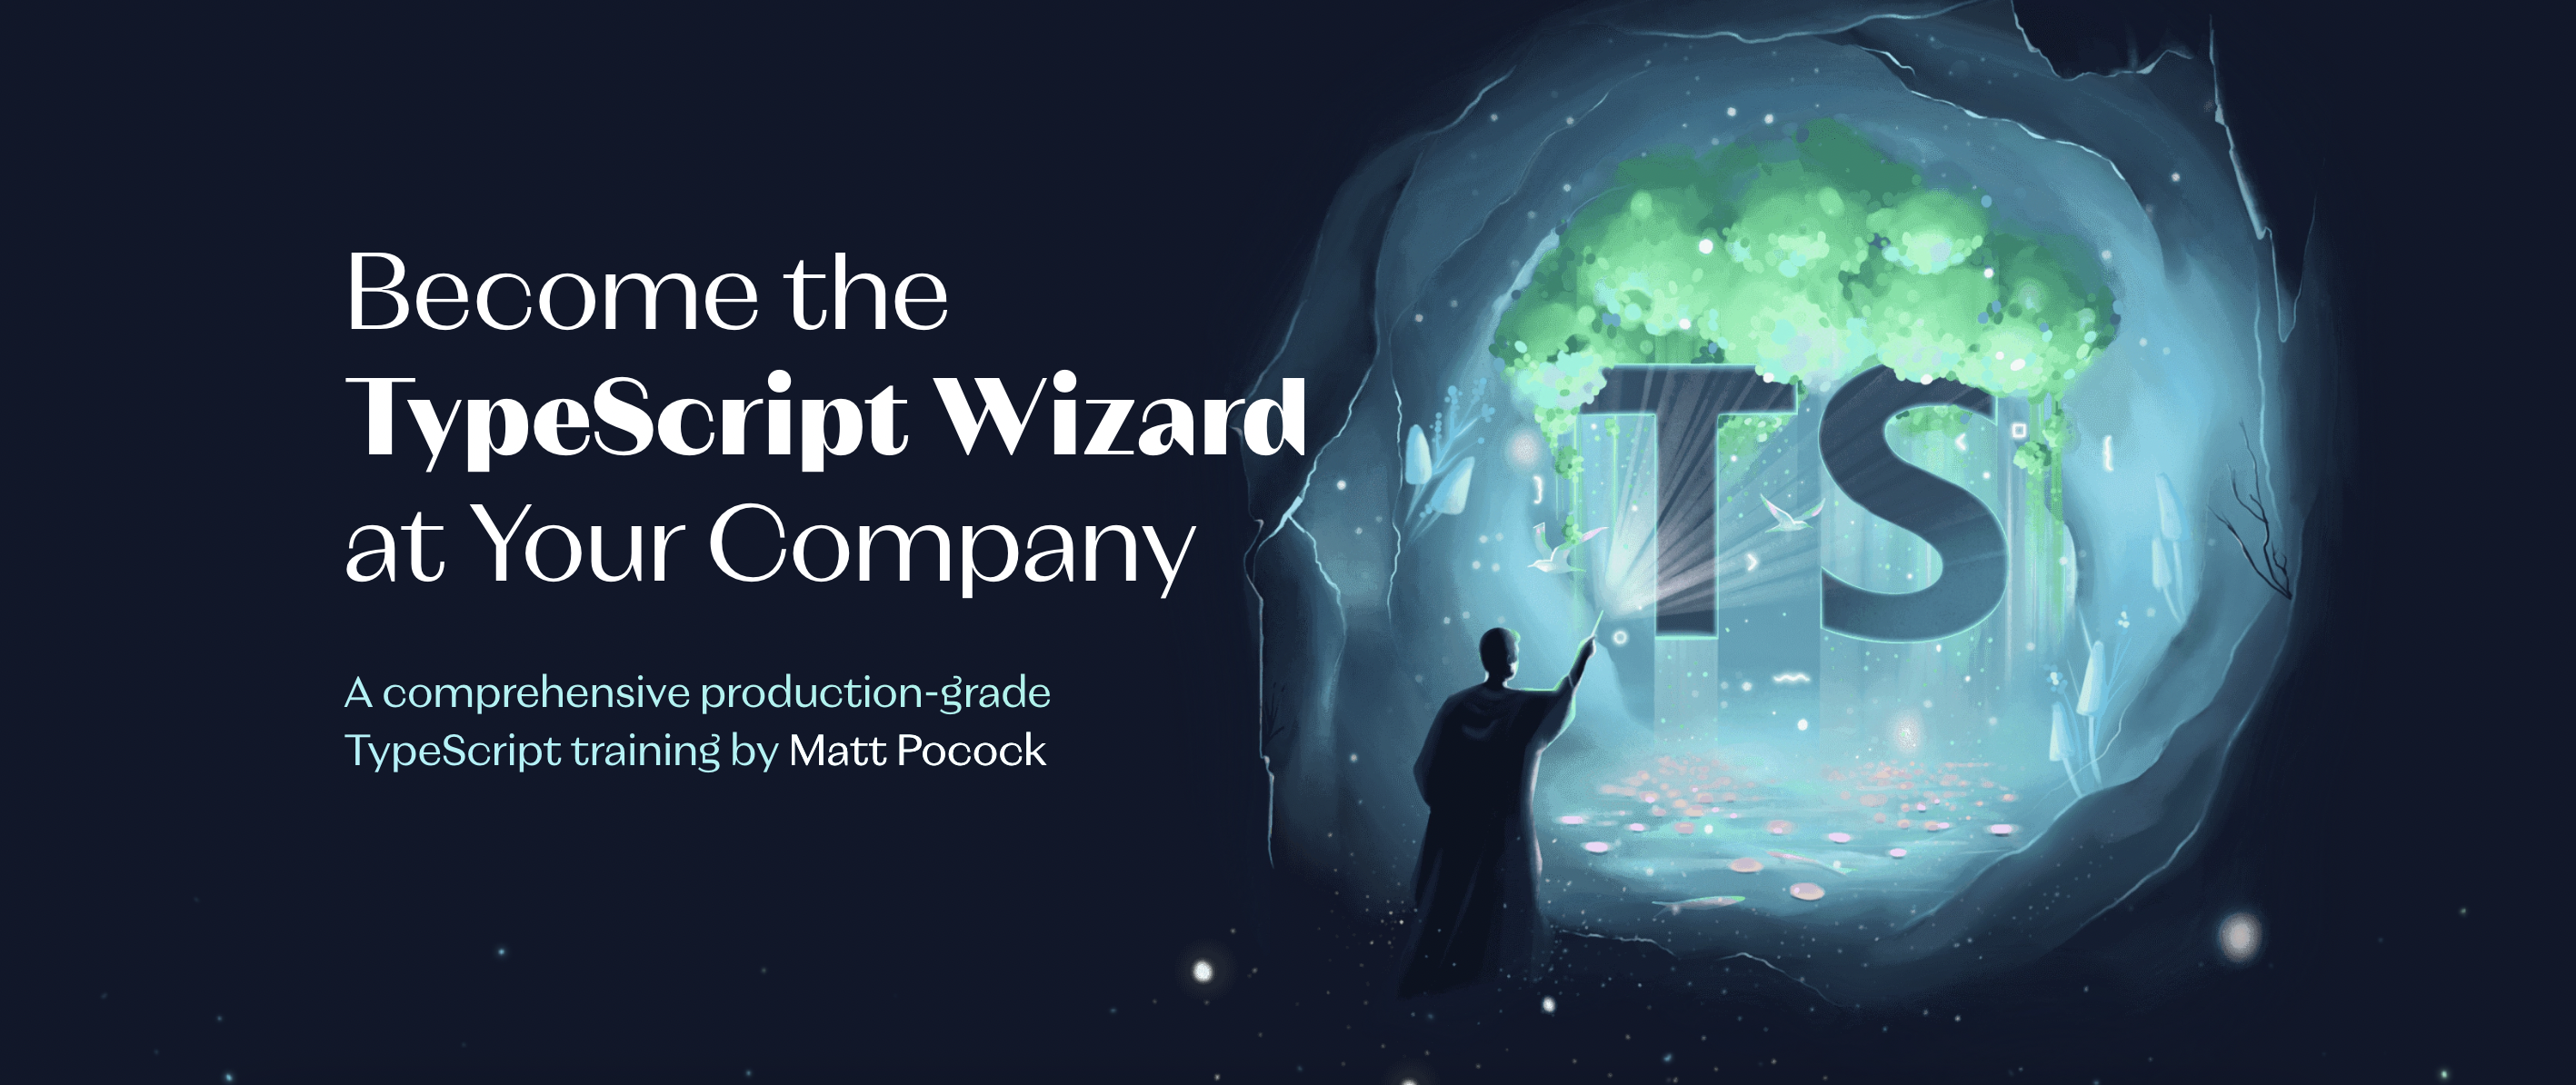 Become the
TypeScript Wizard
at Your Company
A comprehensive production-grade
TypeScript training by Matt Pocock
TS